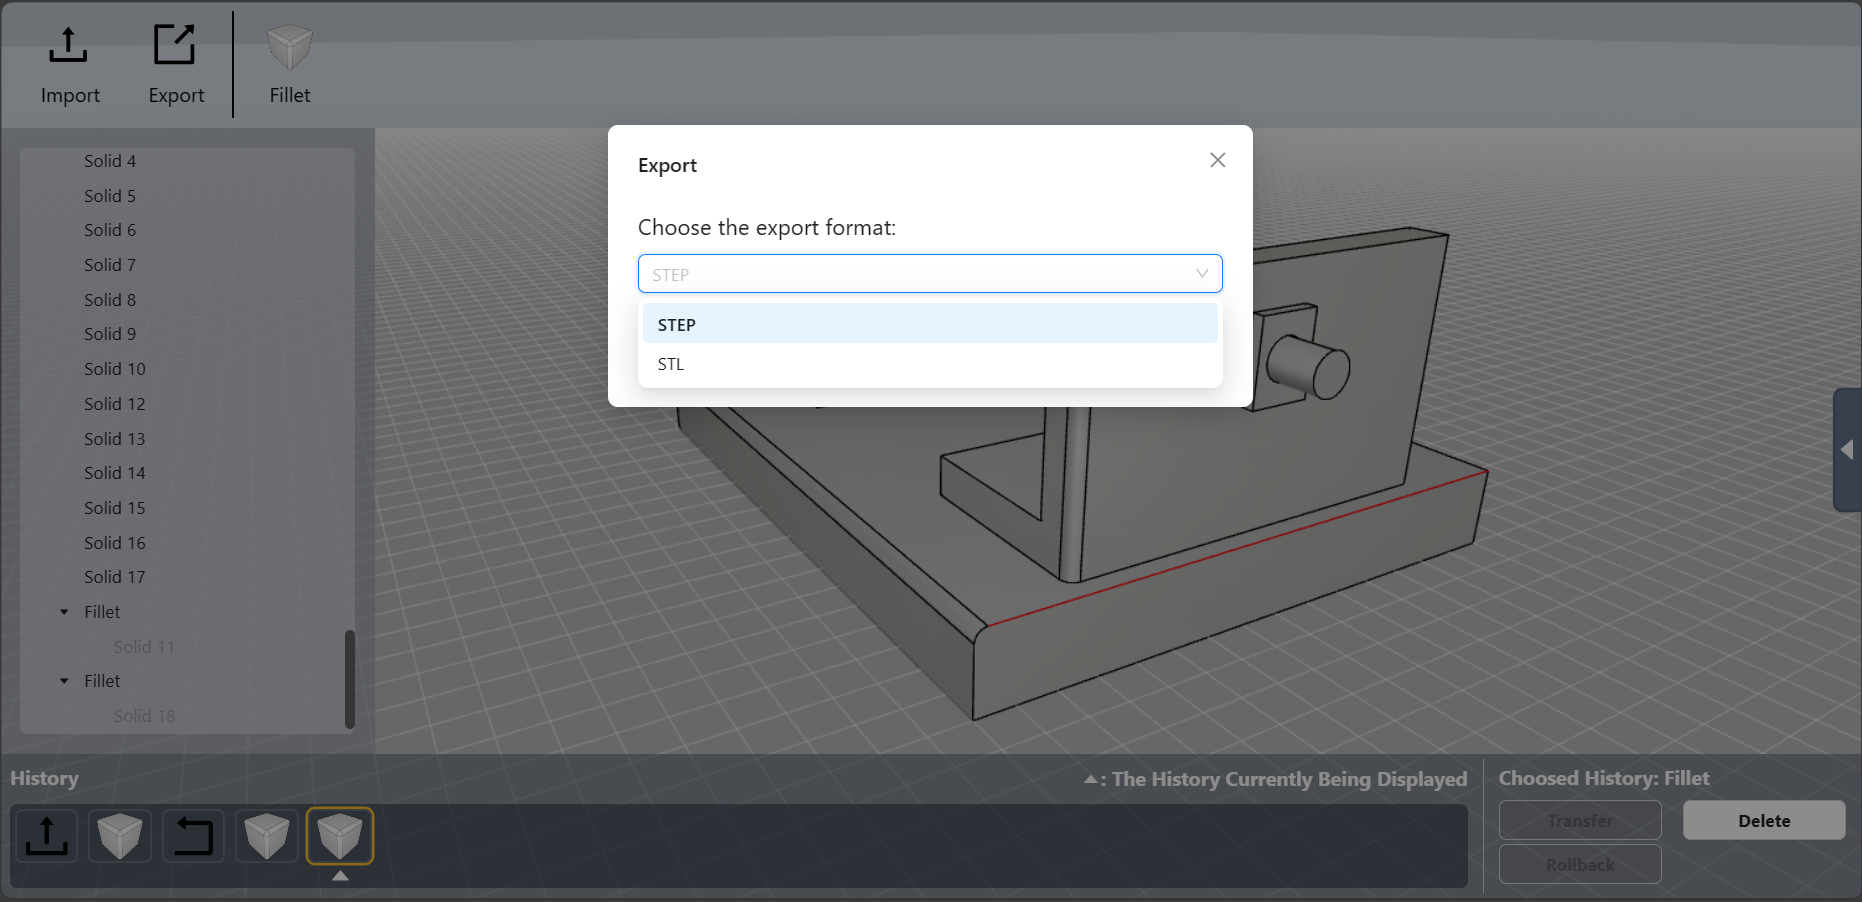 Import
Export
Fillet
Export
Choose the export format:
STEP
STEP
STL
Solid 4
Solid 5
Solid 6
Solid 7
Solid 8
Solid 9
Solid 10
Solid 12
Solid 13
Solid 14
Solid 15
Solid 16
Solid 17
Fillet
Solid 11
Fillet
Solid 18
History
: The History Currently Being Displayed
Choosed History: Fillet
Transfer
Delete
Rollback